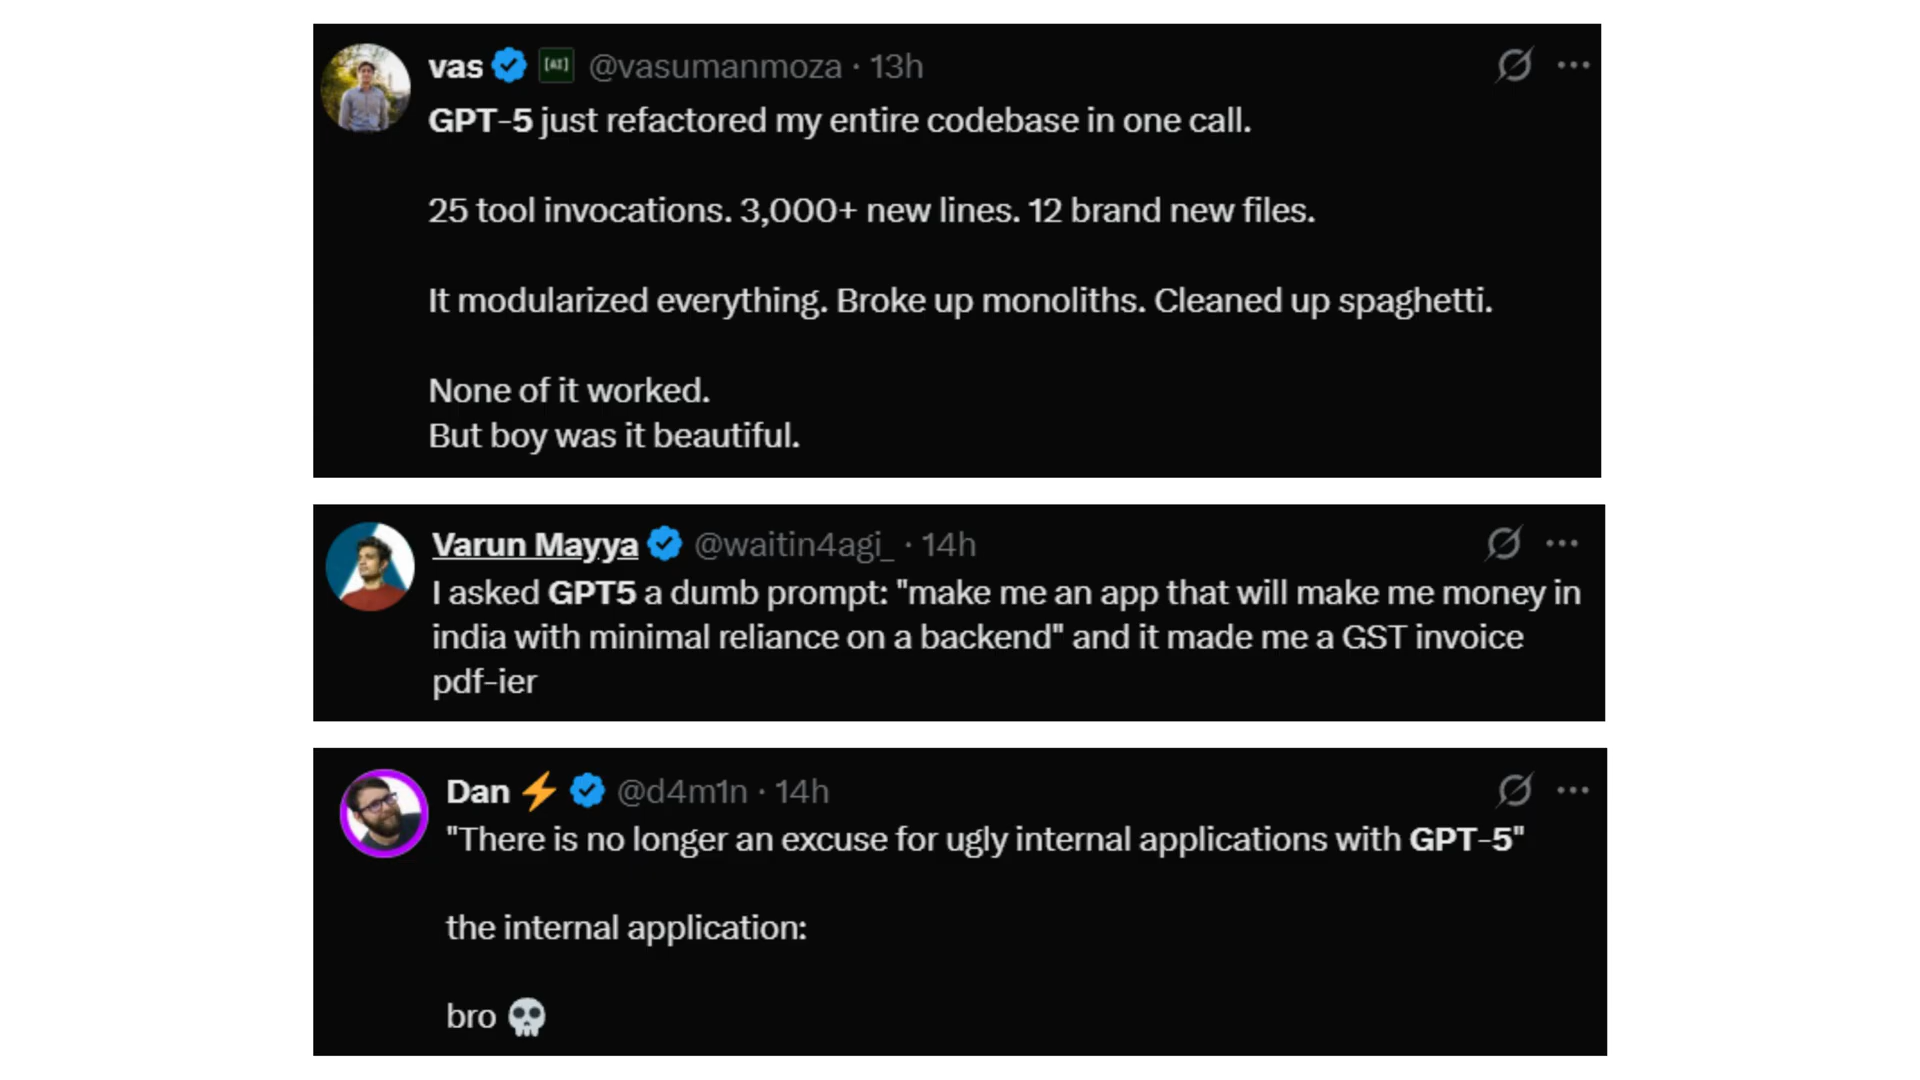 vas [AI] @vasumanmoza · 13h
GPT-5 just refactored my entire codebase in one call.
25 tool invocations. 3,000+ new lines. 12 brand new files.
It modularized everything. Broke up monoliths. Cleaned up spaghetti.
None of it worked.
But boy was it beautiful.
Varun Mayya @waitin4agi_ · 14h
I asked GPT5 a dumb prompt: "make me an app that will make me money in
india with minimal reliance on a backend" and it made me a GST invoice
pdf-ier
Dan ⚡ @d4m1n · 14h
"There is no longer an excuse for ugly internal applications with GPT-5"
the internal application:
bro 💀